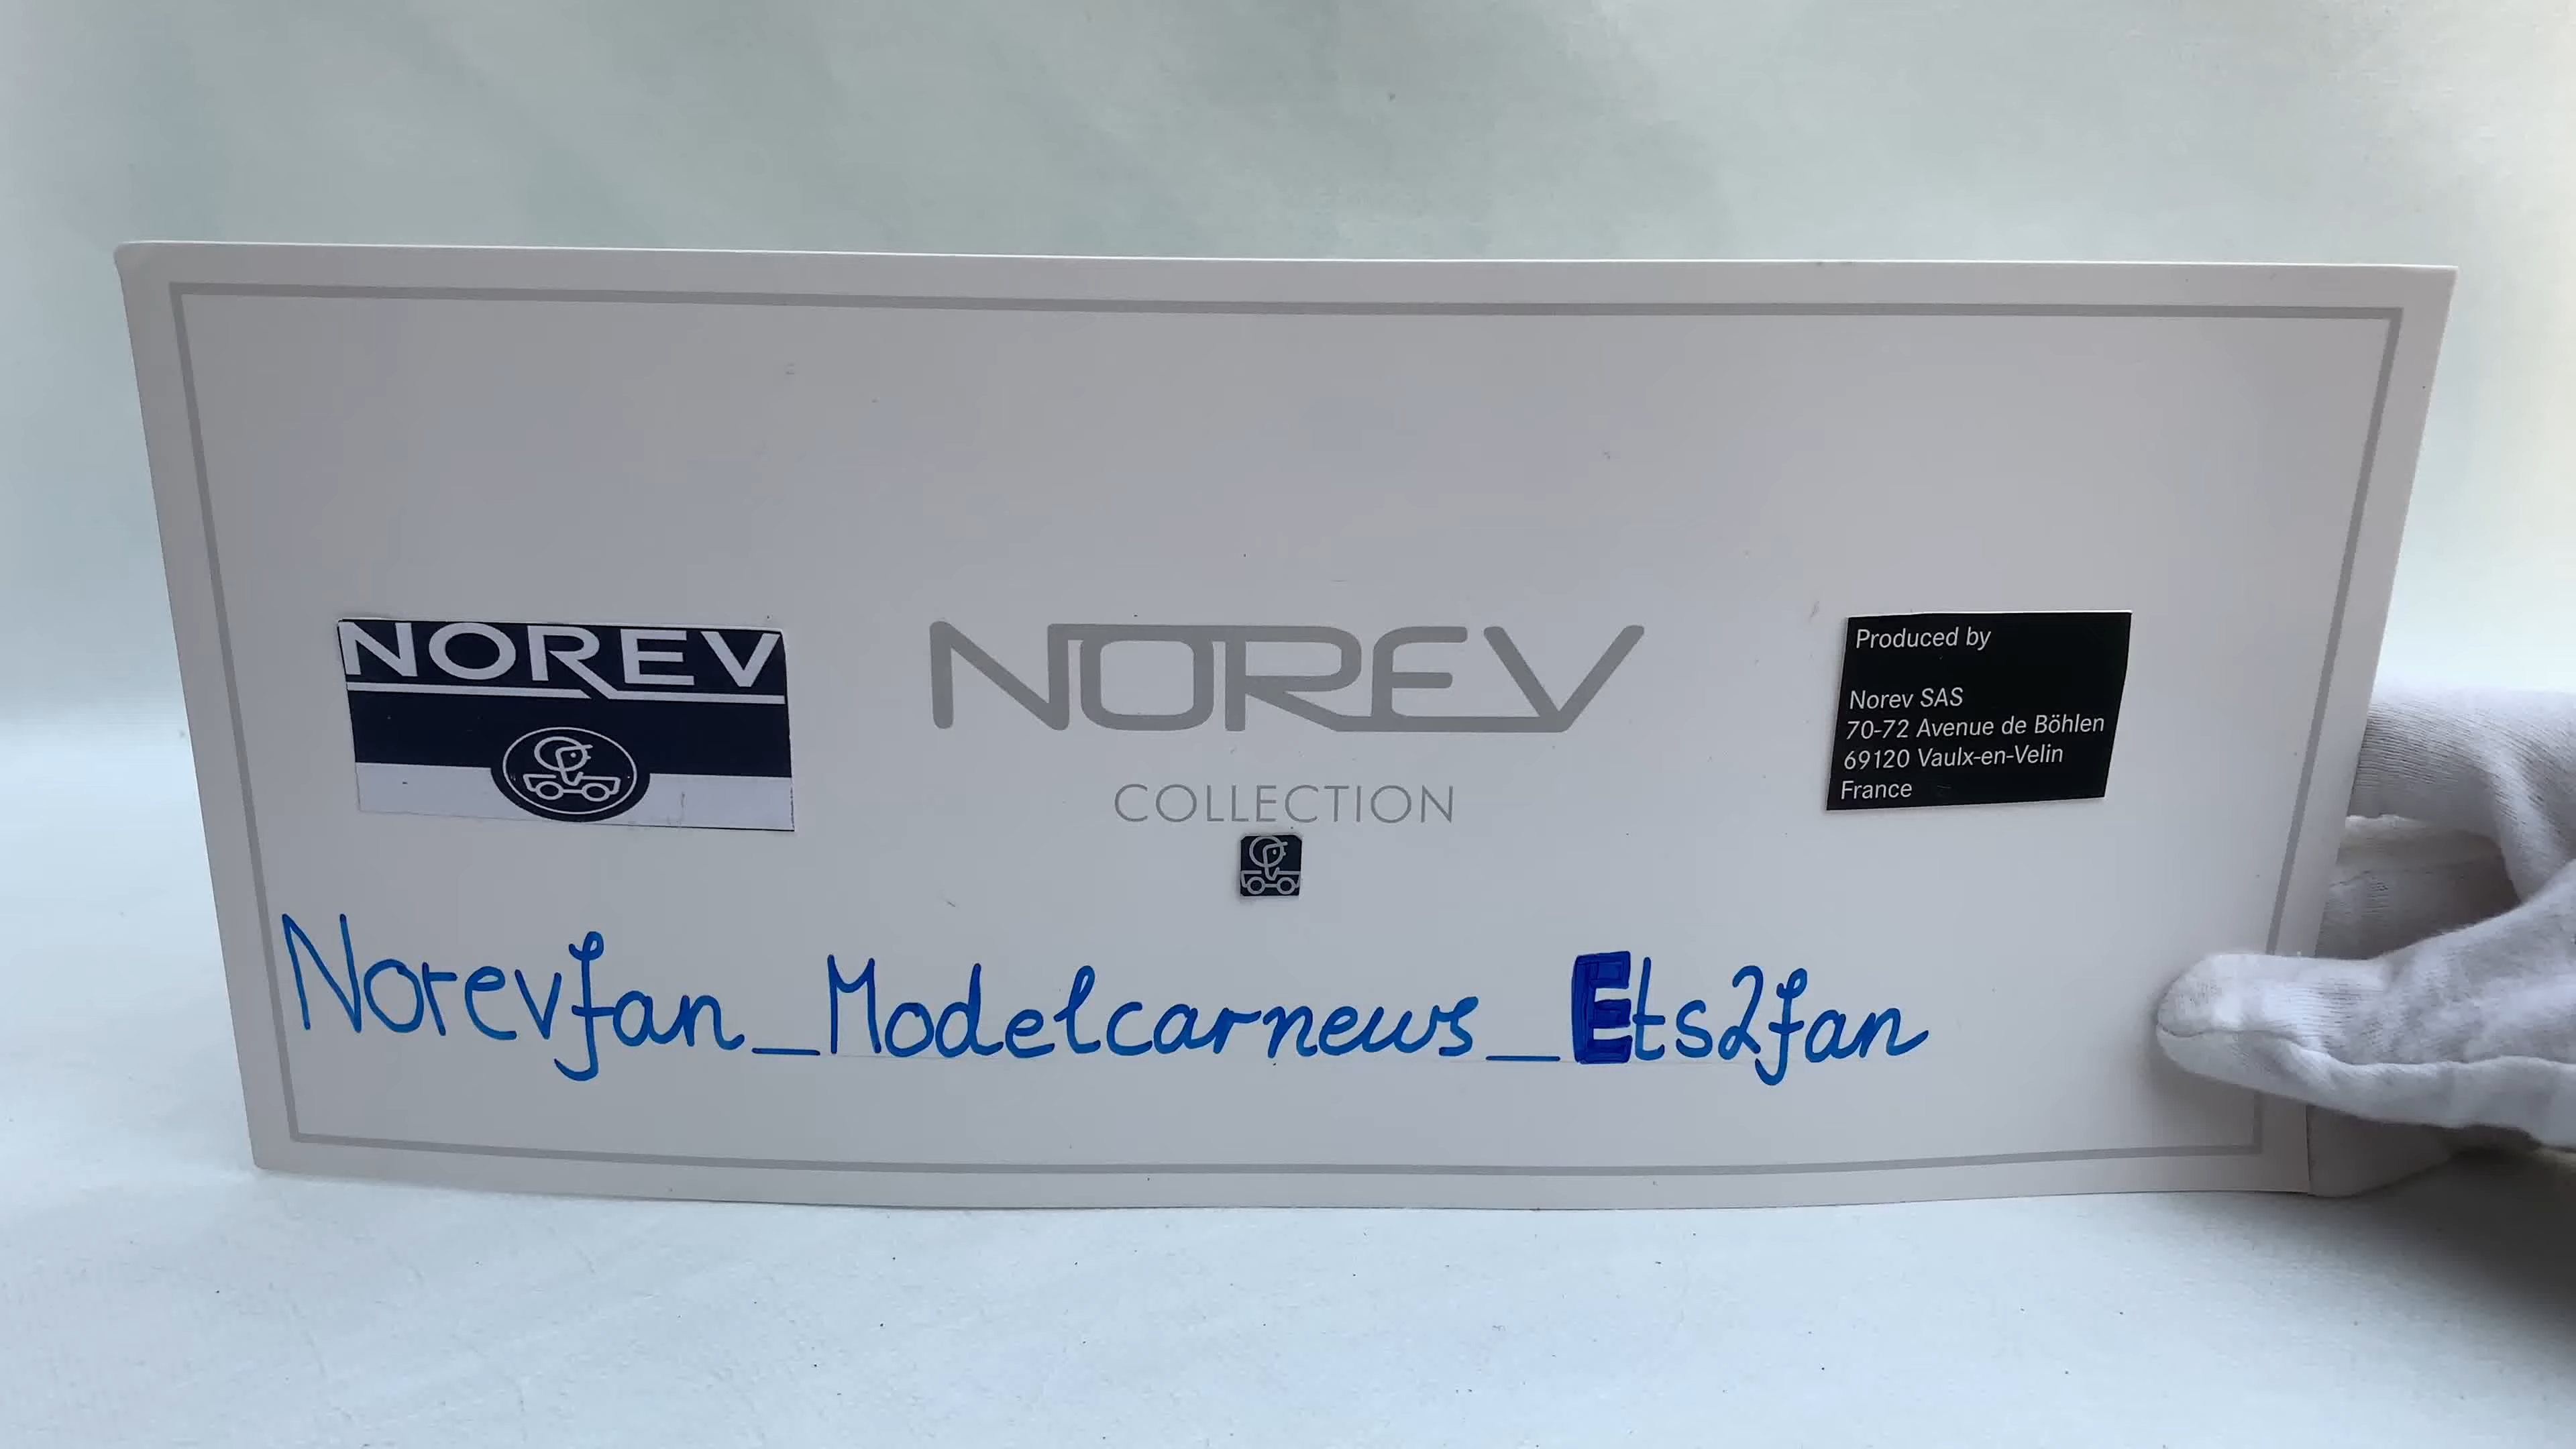 NOREV
NOREV
COLLECTION
Produced by
Norev SAS
70-72 Avenue de Böhlen
69120 Vaulx-en-Velin
France
Norevfan_Modelcarnews_Ets2fan